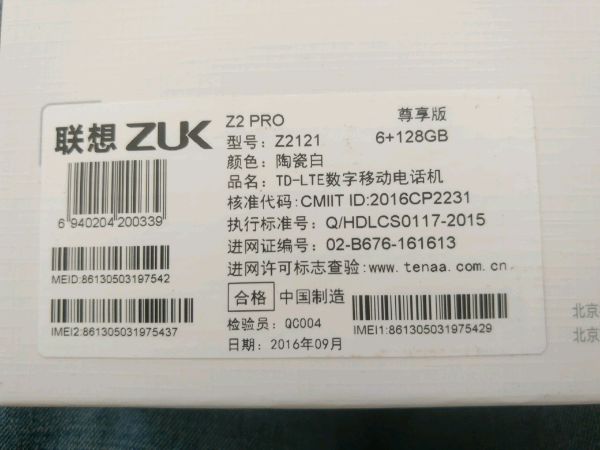 联想 ZUK
Z2 PRO 尊享版
型号: Z2121 6+128GB
颜色: 陶瓷白
品名: TD-LTE数字移动电话机
核准代码:CMIIT ID:2016CP2231
执行标准号: Q/HDLCS0117-2015
进网证编号: 02-B676-161613
进网许可标志查验:www.tenaa.com.cn
6 940204 200339
MEID:86130503197542
IMEI2:861305031975437
合格 中国制造
检验员: QC004
日期: 2016年09月
IMEI1:861305031975429
北京
北京